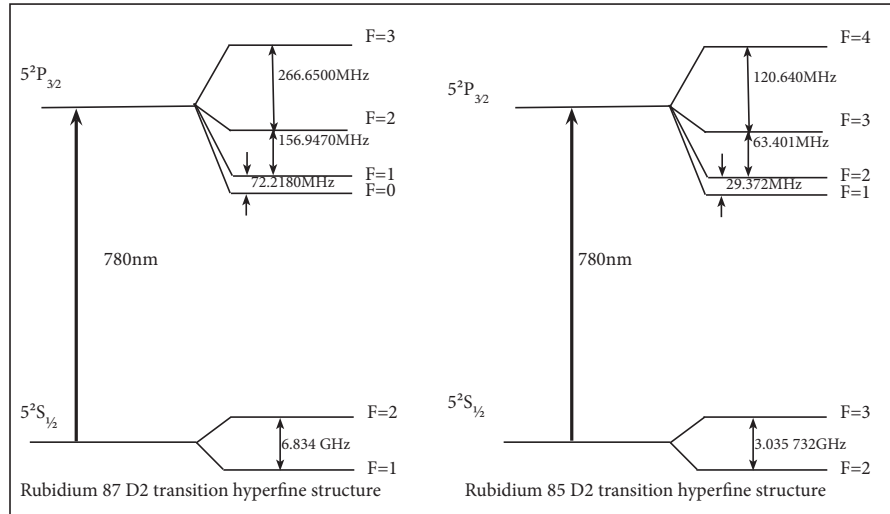 F=3
5²P3/2
266.6500MHz
F=2
156.9470MHz
F=1
72.2180MHz
F=0
780nm
5²S½
F=2
6.834 GHz
F=1
Rubidium 87 D2 transition hyperfine structure
F=4
5²P3/2
120.640MHz
F=3
63.401MHz
F=2
29.372MHz
F=1
780nm
5²S½
F=3
3.035 732GHz
F=2
Rubidium 85 D2 transition hyperfine structure